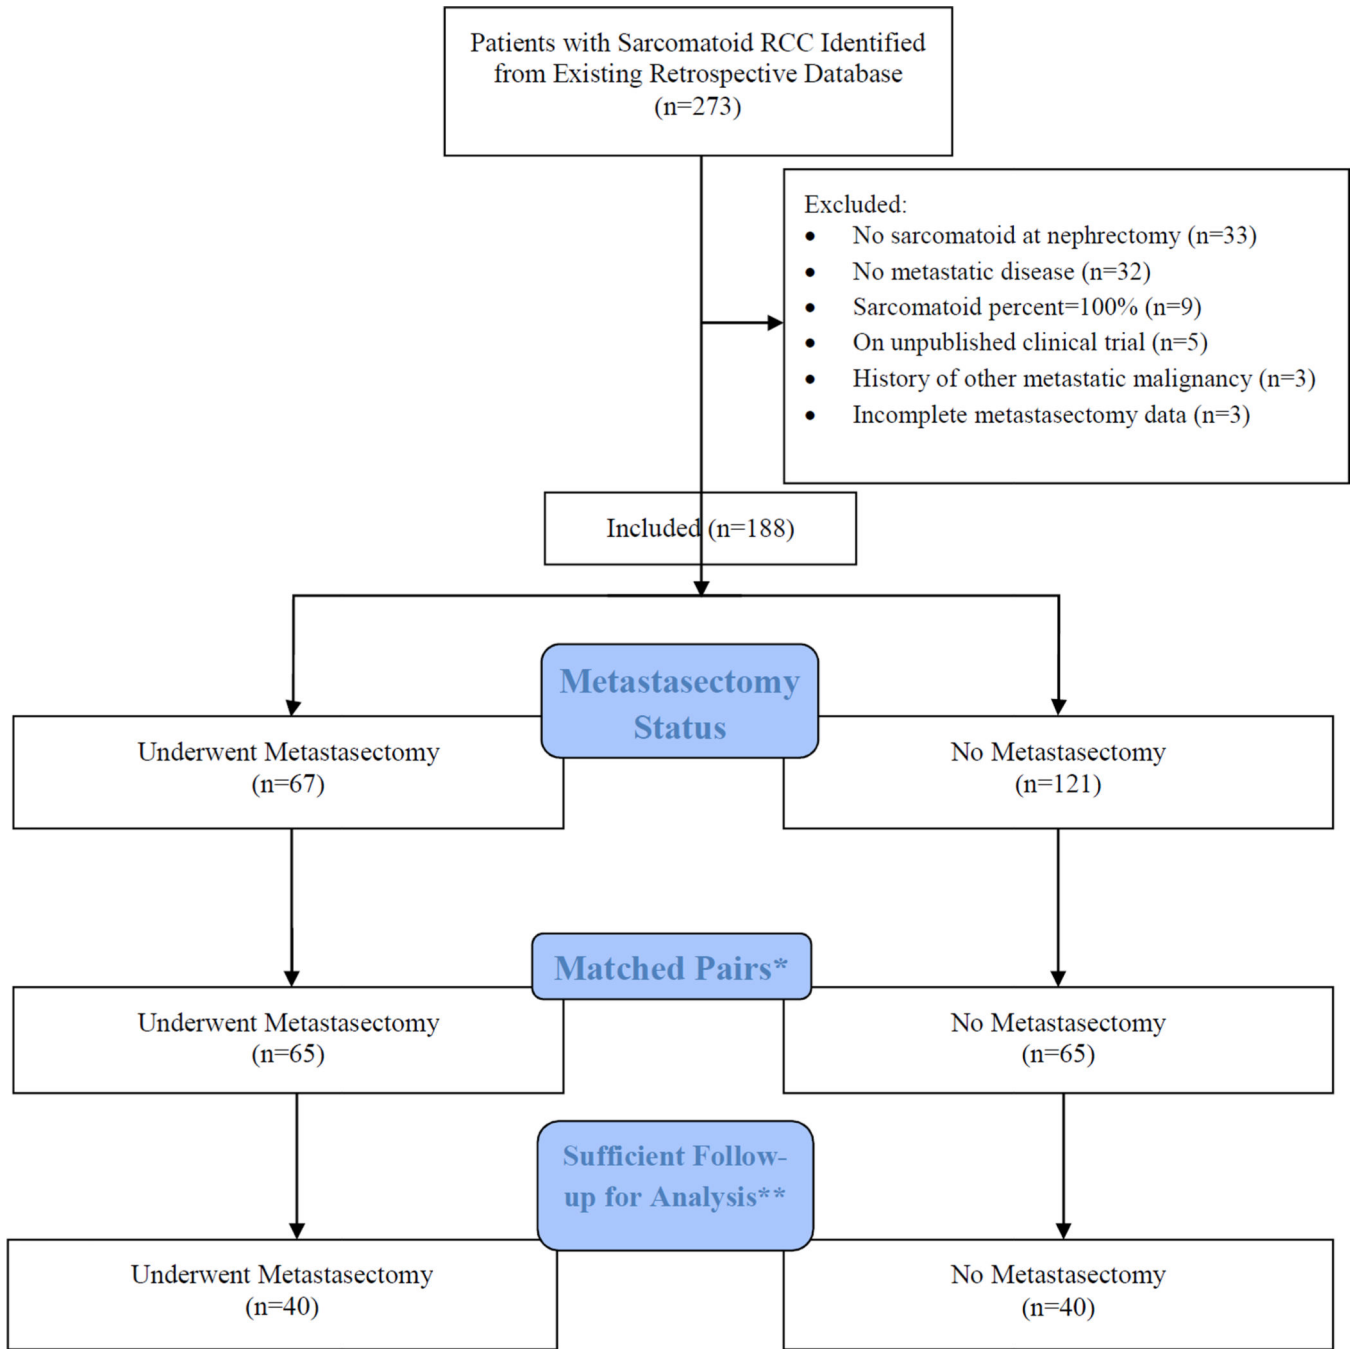 Patients with Sarcomatoid RCC Identified
from Existing Retrospective Database
(n=273)
Excluded:
• No sarcomatoid at nephrectomy (n=33)
• No metastatic disease (n=32)
• Sarcomatoid percent=100% (n=9)
• On unpublished clinical trial (n=5)
• History of other metastatic malignancy (n=3)
• Incomplete metastasectomy data (n=3)
Included (n=188)
Metastasectomy
Status
Underwent Metastasectomy
(n=67)
No Metastasectomy
(n=121)
Matched Pairs*
Underwent Metastasectomy
(n=65)
No Metastasectomy
(n=65)
Sufficient Follow-
up for Analysis**
Underwent Metastasectomy
(n=40)
No Metastasectomy
(n=40)